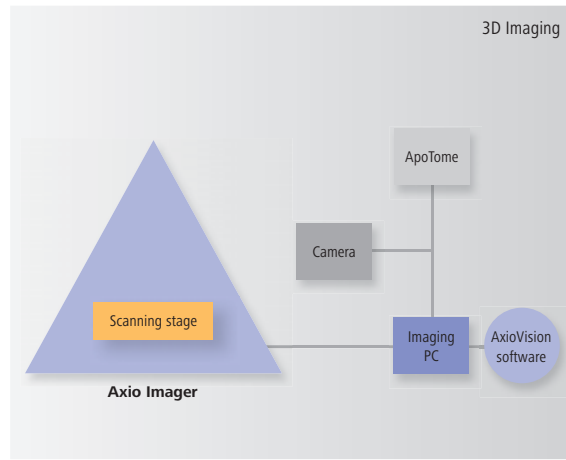 3D Imaging
ApoTome
Camera
Scanning stage
Imaging
PC
AxioVision
software
Axio Imager